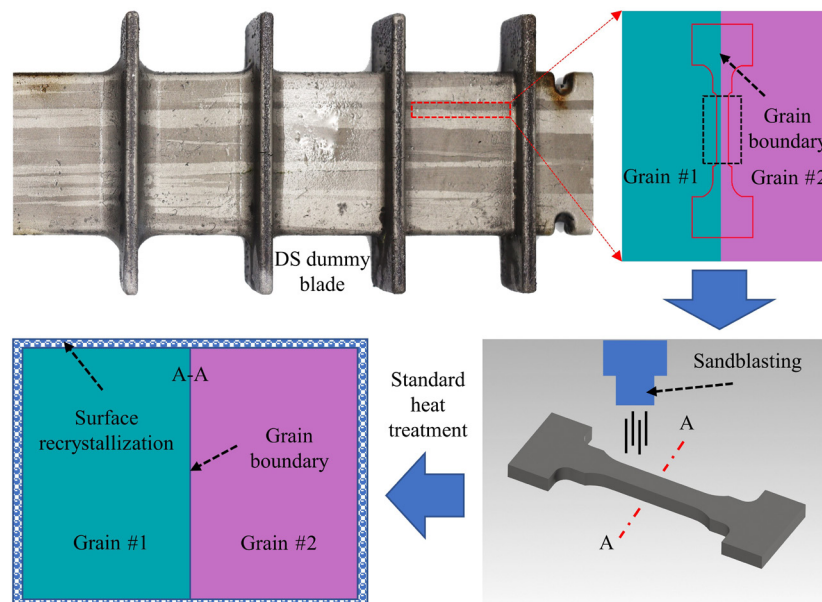 DS dummy
blade
Grain
boundary
Grain #1
Grain #2
Sandblasting
A
A
Standard
heat
treatment
A-A
Surface
recrystallization
Grain
boundary
Grain #1
Grain #2